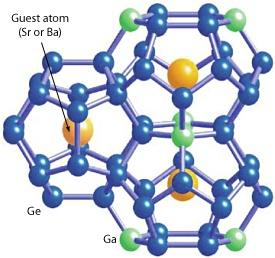 Guest atom
(Sr or Ba)
Ge
Ga